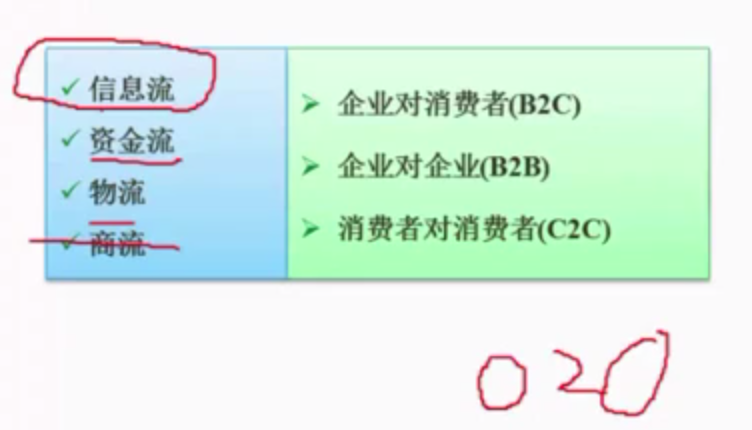 信息流
资金流
物流
商流
企业对消费者(B2C)
企业对企业(B2B)
消费者对消费者(C2C)
O2O